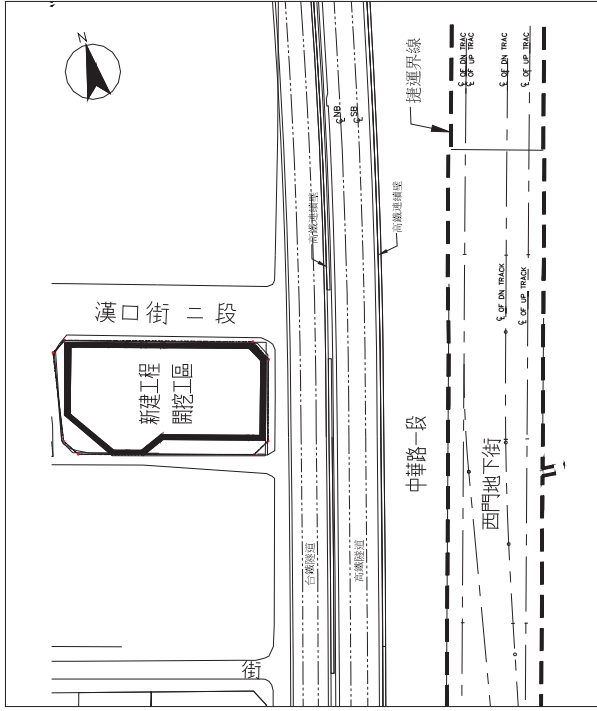 N
捷運界線
℄ OF DN TRAC
℄ OF UP TRAC
℄ OF DN TRAC
℄ OF UP TRAC
℄ NB
℄ SB
高鐵連續壁
高鐵連續壁
漢口街 二 段
℄ OF DN TRACK
℄ OF UP TRACK
新建工程
開挖工區
中華路一段
西門地下街
台鐵隧道
高鐵隧道
街